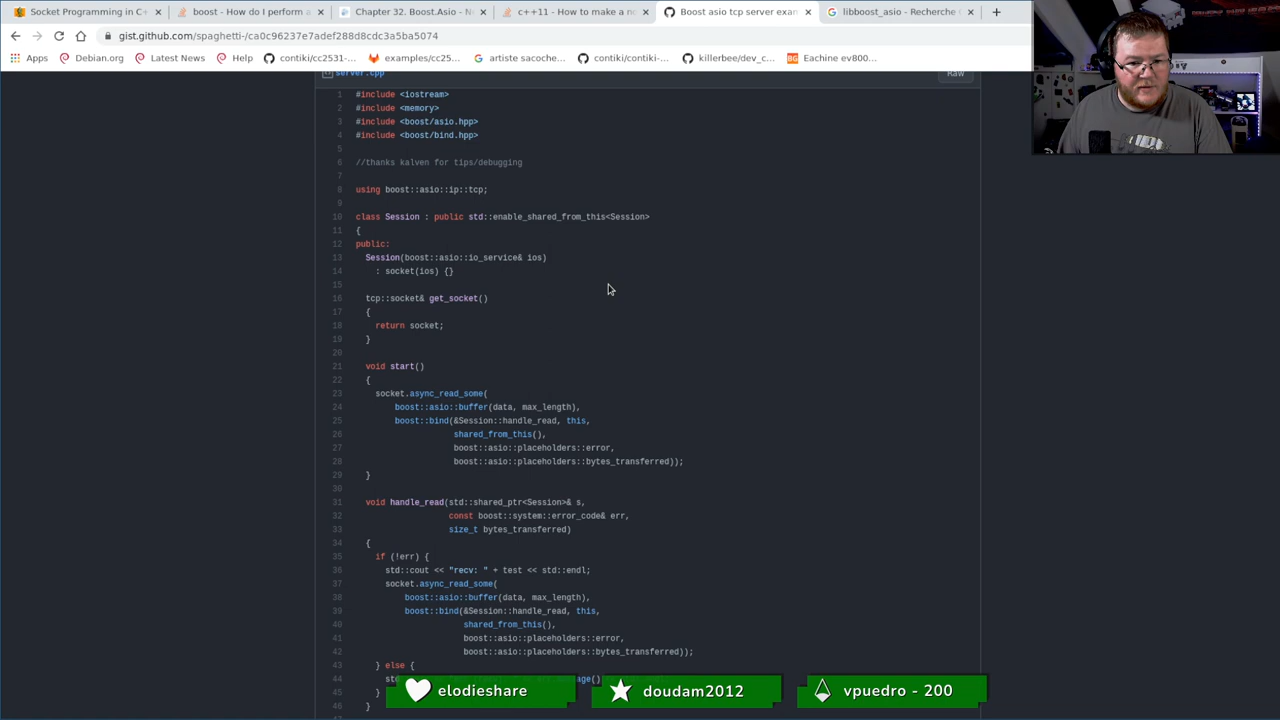 Socket Programming in C+
boost - How do I perform a
Chapter 32. Boost.Asio - N
c++11 - How to make a n
Boost asio tcp server exam
libboost_asio - Recherche
gist.github.com/spaghetti-/ca0c96237e7adef288d8cdc3a5ba5074
Apps
Debian.org
Latest News
Help
contiki/cc2531-...
examples/cc25...
artiste sacoche...
contiki/contiki-...
killerbee/dev_c...
Eachine ev800...
server.cpp
Raw
1 #include <iostream>
2 #include <memory>
3 #include <boost/asio.hpp>
4 #include <boost/bind.hpp>
5
6 //thanks kalven for tips/debugging
7
8 using boost::asio::ip::tcp;
9
10 class Session : public std::enable_shared_from_this<Session>
11 {
12 public:
13 Session(boost::asio::io_service& ios)
14 : socket(ios) {}
15
16 tcp::socket& get_socket()
17 {
18 return socket;
19 }
20
21 void start()
22 {
23 socket.async_read_some(
24 boost::asio::buffer(data, max_length),
25 boost::bind(&Session::handle_read, this,
26 shared_from_this(),
27 boost::asio::placeholders::error,
28 boost::asio::placeholders::bytes_transferred));
29 }
30
31 void handle_read(std::shared_ptr<Session>& s,
32 const boost::system::error_code& err,
33 size_t bytes_transferred)
34 {
35 if (!err) {
36 std::cout << "recv: " + test << std::endl;
37 socket.async_read_some(
38 boost::asio::buffer(data, max_length),
39 boost::bind(&Session::handle_read, this,
40 shared_from_this(),
41 boost::asio::placeholders::error,
42 boost::asio::placeholders::bytes_transferred));
43 } else {
44
45 }
46 }
elodieshare
doudam2012
vpuedro - 200